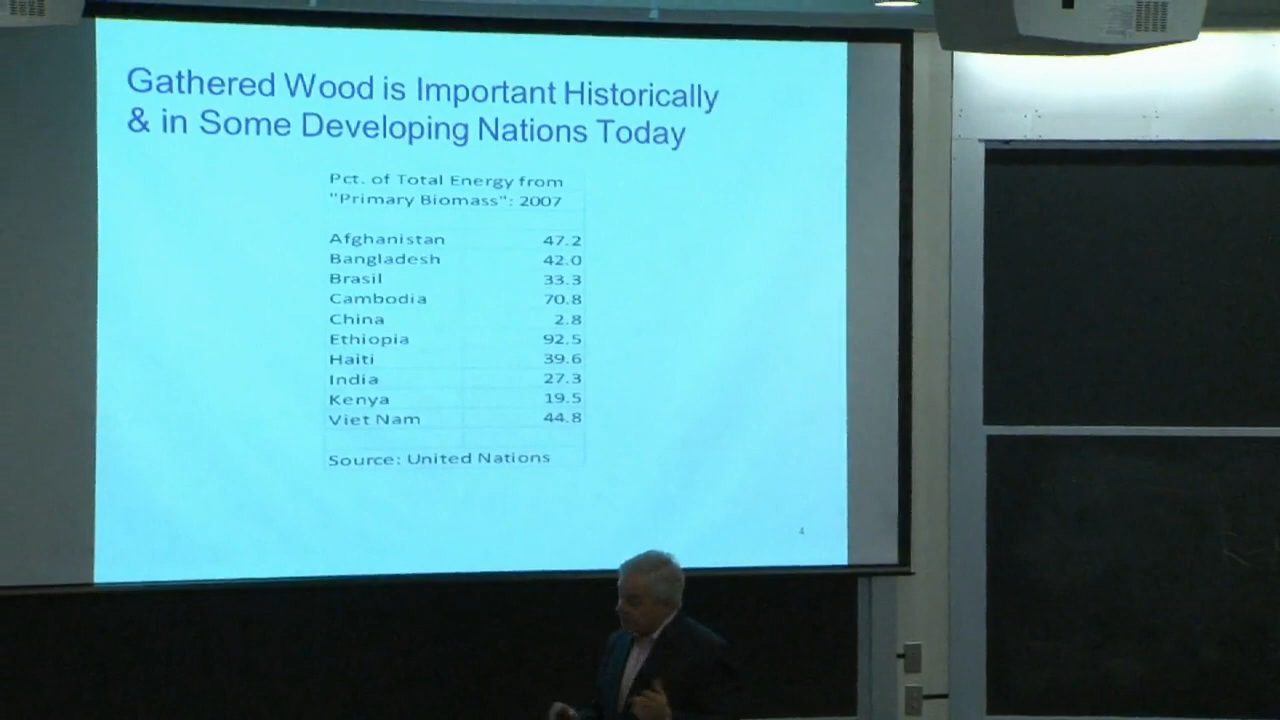 Gathered Wood is Important Historically
& in Some Developing Nations Today
Pct. of Total Energy from
"Primary Biomass": 2007
Afghanistan 47.2
Bangladesh 42.0
Brasil 33.3
Cambodia 70.8
China 2.8
Ethiopia 92.5
Haiti 39.6
India 27.3
Kenya 19.5
Viet Nam 44.8
Source: United Nations
4